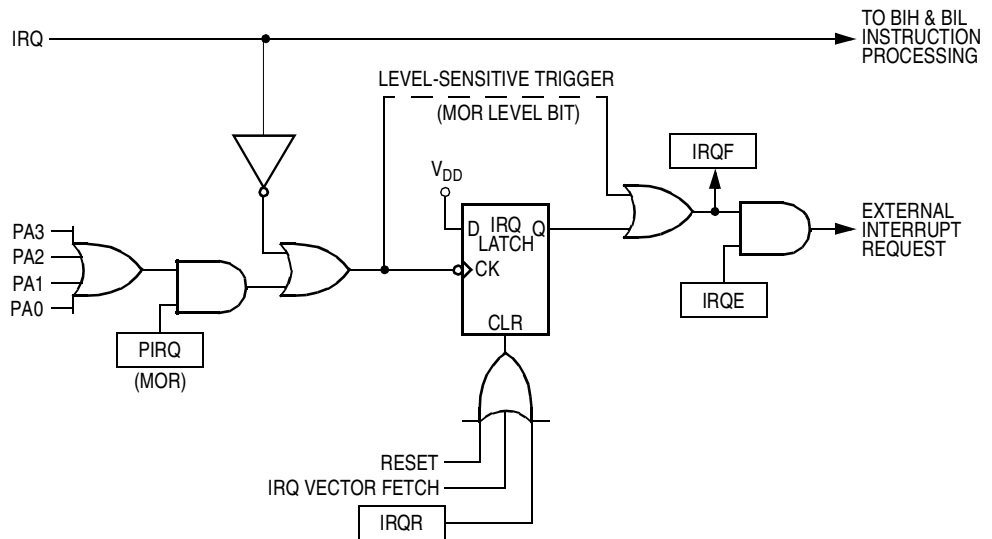 TO BIH & BIL
INSTRUCTION
PROCESSING
IRQ
LEVEL-SENSITIVE TRIGGER
(MOR LEVEL BIT)
IRQF
VDD
D IRQ Q
LATCH
CK
CLR
EXTERNAL
INTERRUPT
REQUEST
PA3
PA2
PA1
PA0
IRQE
PIRQ
(MOR)
RESET
IRQ VECTOR FETCH
IRQR